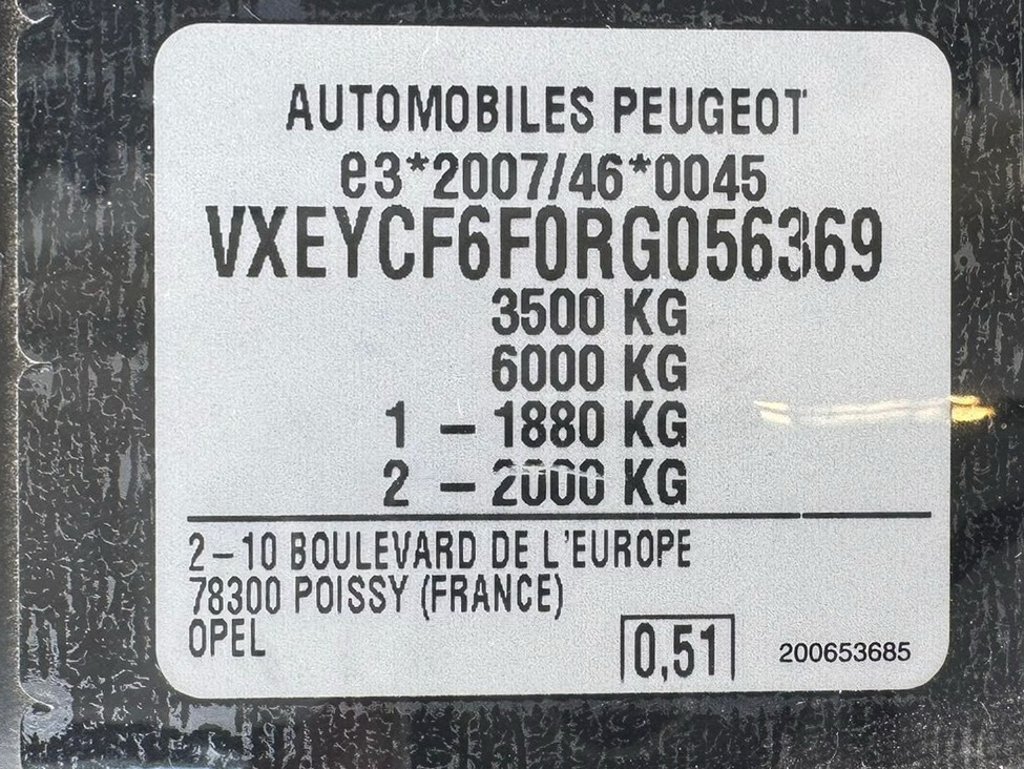 AUTOMOBILES PEUGEOT
e3*2007/46*0045
VXEYCF6F0RG056369
3500 KG
6000 KG
1 – 1880 KG
2 – 2000 KG
2–10 BOULEVARD DE L'EUROPE
78300 POISSY (FRANCE)
OPEL
0,51
200653685